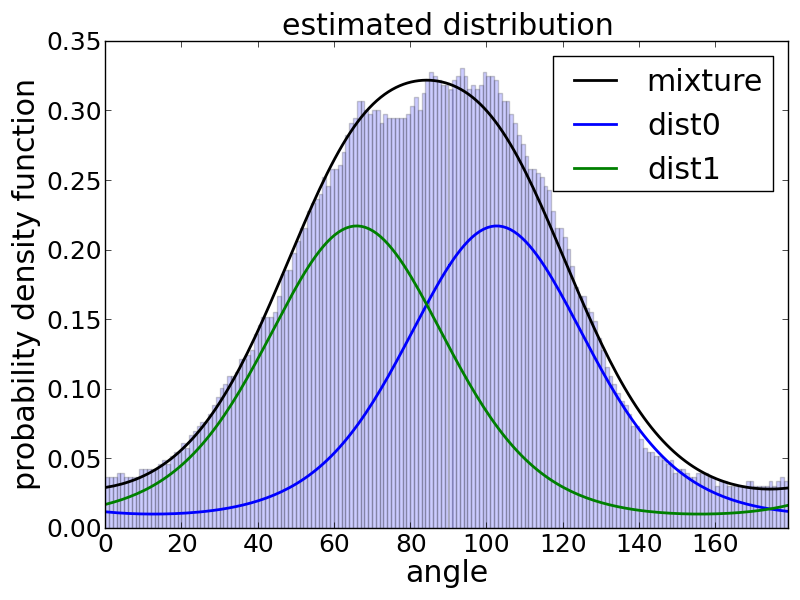 estimated distribution
probability density function
0.35
0.30
0.25
0.20
0.15
0.10
0.05
0.00
mixture
dist0
dist1
0 20 40 60 80 100 120 140 160
angle